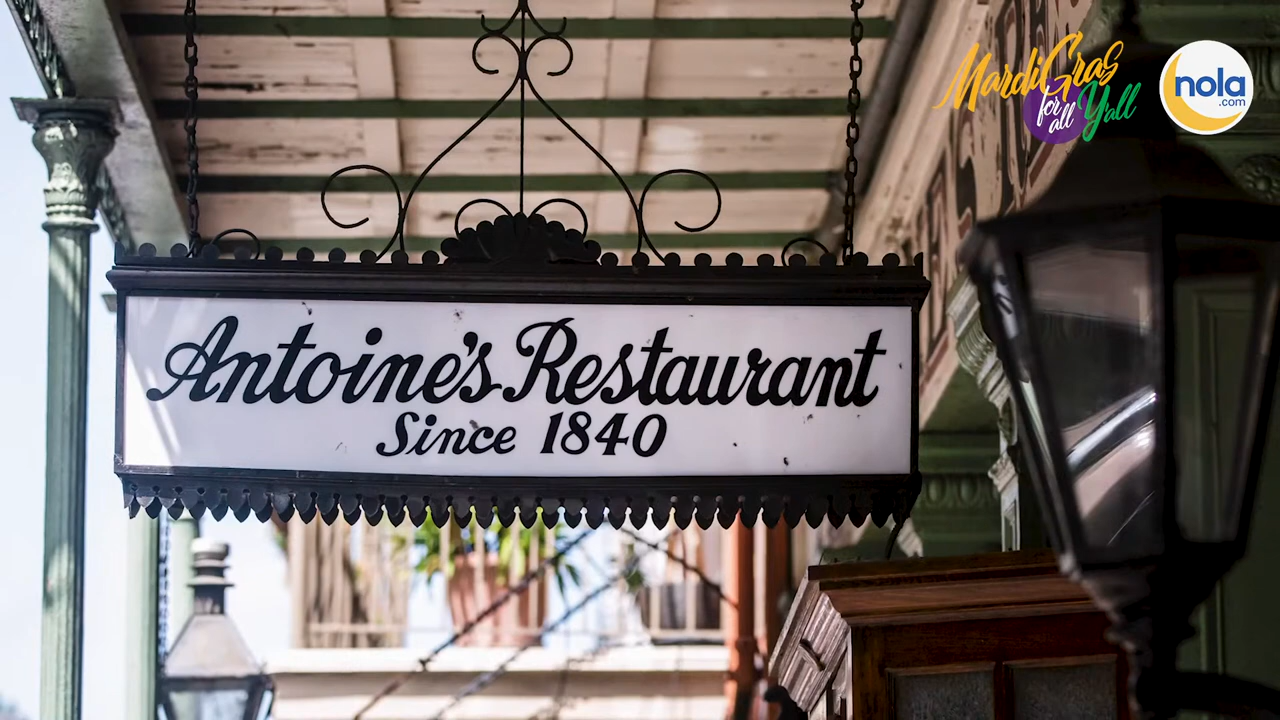 Mardi Gras
for all Y'all
nola
.com
Antoine's Restaurant
Since 1840